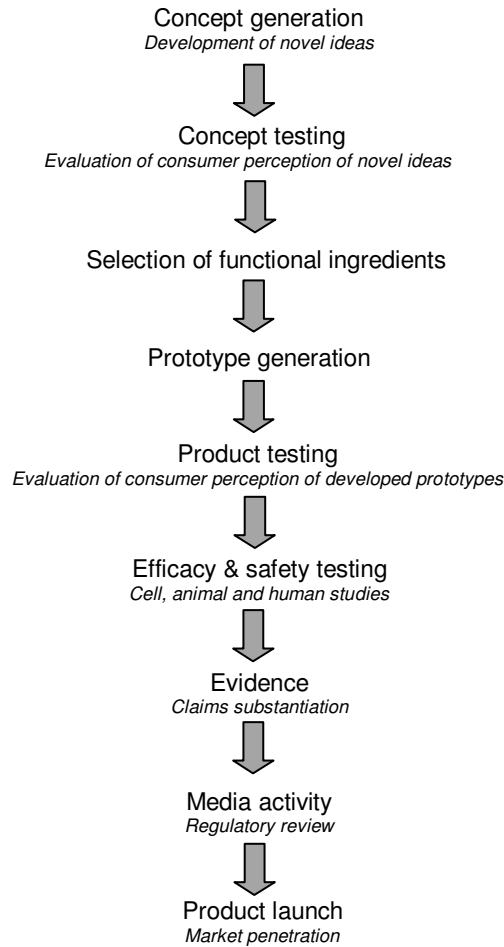 Concept generation
Development of novel ideas
Concept testing
Evaluation of consumer perception of novel ideas
Selection of functional ingredients
Prototype generation
Product testing
Evaluation of consumer perception of developed prototypes
Efficacy & safety testing
Cell, animal and human studies
Evidence
Claims substantiation
Media activity
Regulatory review
Product launch
Market penetration